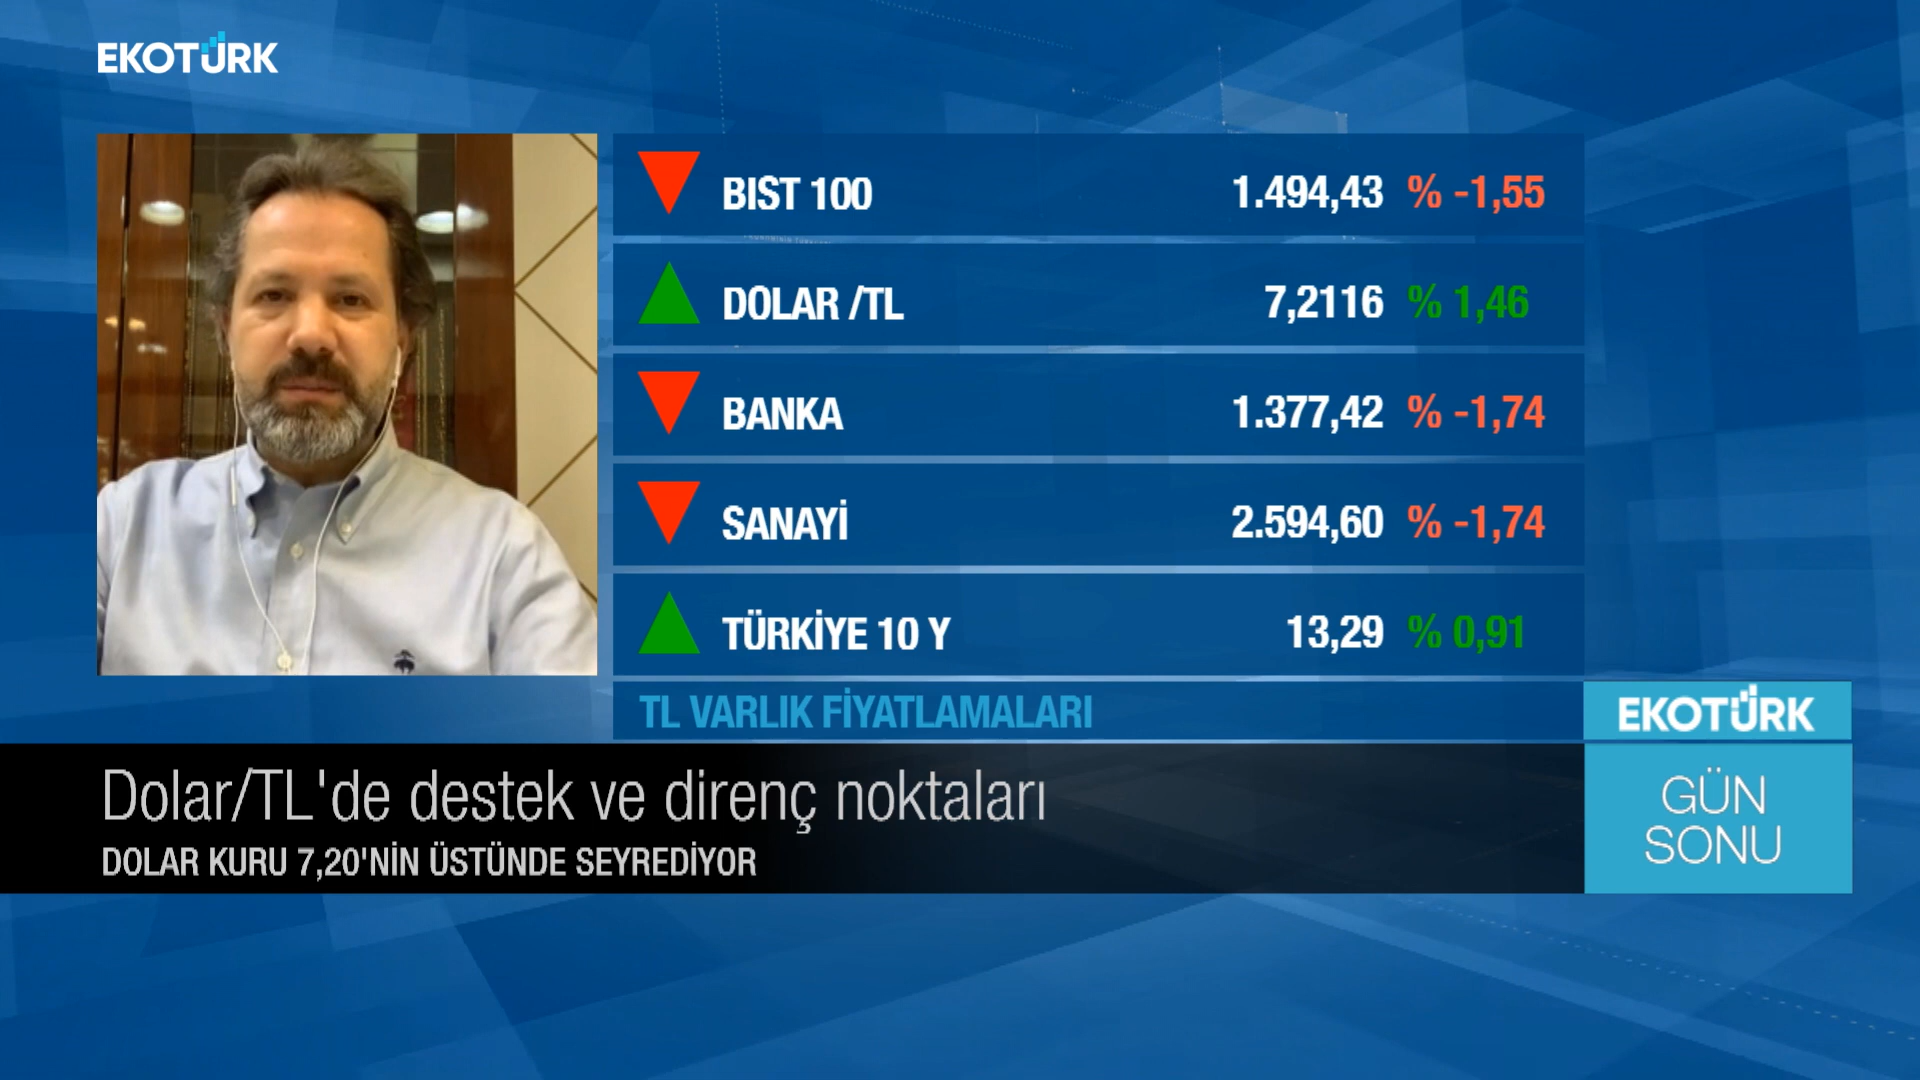 EKOTÜRK
BIST 100 1.494,43 % -1,55
DOLAR /TL 7,2116 % 1,46
BANKA 1.377,42 % -1,74
SANAYİ 2.594,60 % -1,74
TÜRKİYE 10 Y 13,29 % 0,91
TL VARLIK FİYATLAMALARI
EKOTÜRK
Dolar/TL'de destek ve direnç noktaları
DOLAR KURU 7,20'NİN ÜSTÜNDE SEYREDİYOR
GÜN
SONU